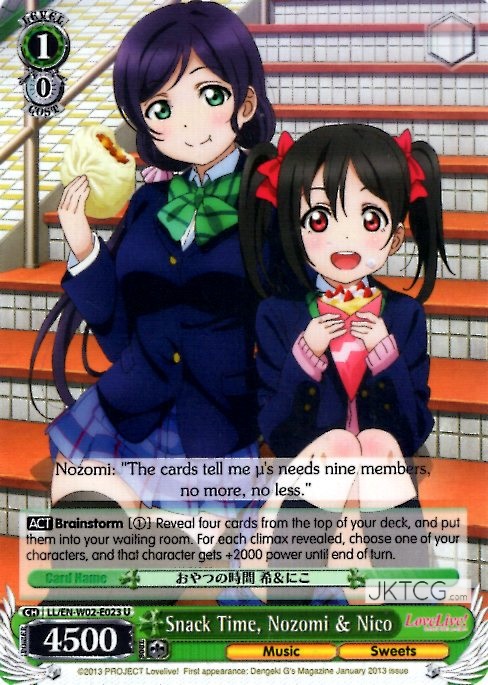 LEVEL
1
0
COST
Nozomi: "The cards tell me µ's needs nine members,
no more, no less."
ACT Brainstorm [①] Reveal four cards from the top of your deck, and put
them into your waiting room. For each climax revealed, choose one of your
characters, and that character gets +2000 power until end of turn.
Card Name おやつの時間 希&にこ
JKTCG.com
CH LL/EN-W02-E023 U
Snack Time, Nozomi & Nico
LoveLive!
POWER 4500 SOUL
Music Sweets
©2013 PROJECT Lovelive! First appearance: Dengeki G's Magazine January 2013 issue